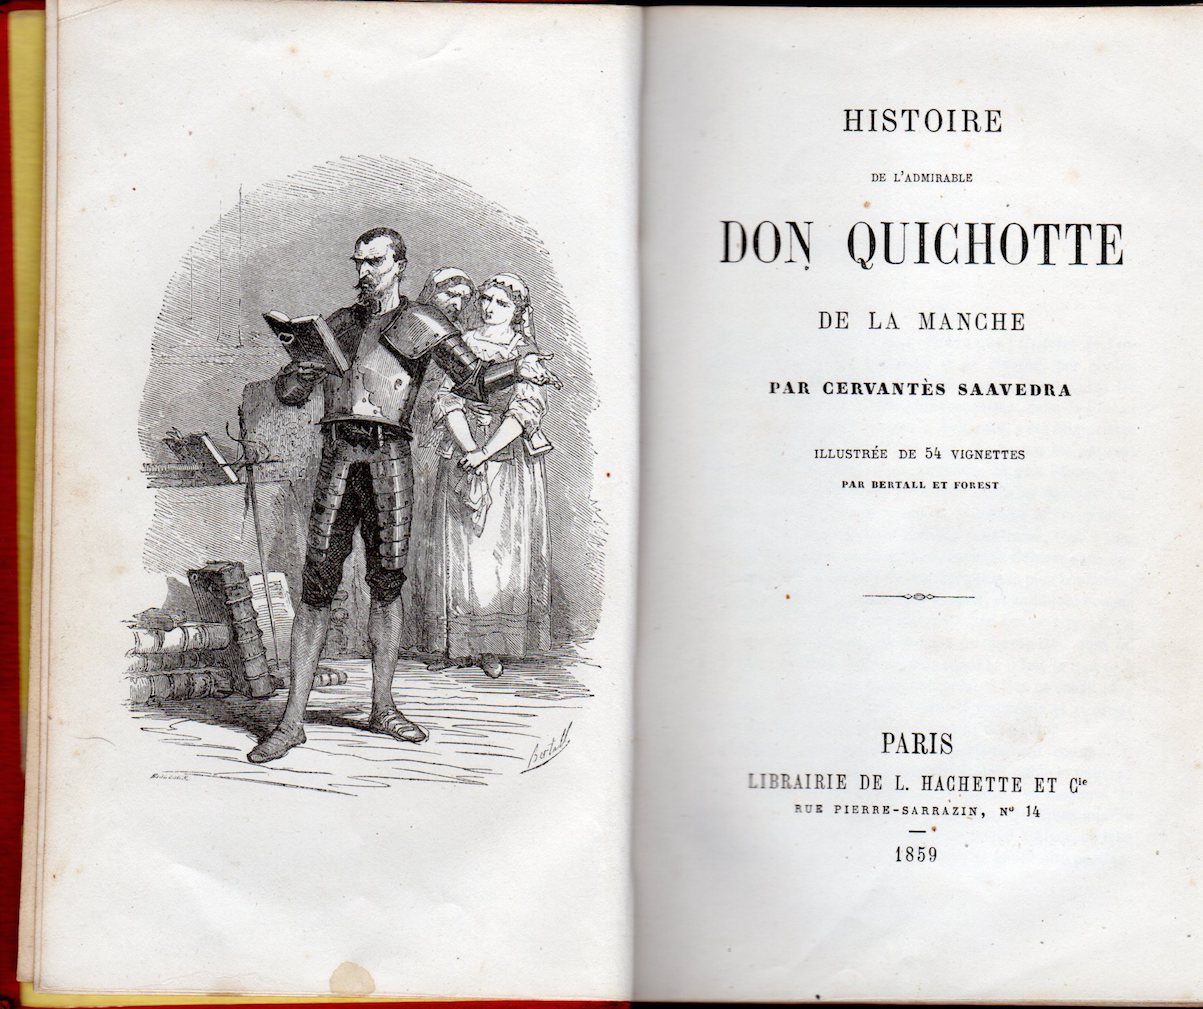 Bertall
HISTOIRE
DE L'ADMIRABLE
DON QUICHOTTE
DE LA MANCHE
PAR CERVANTÈS SAAVEDRA
ILLUSTRÉE DE 54 VIGNETTES
PAR BERTALL ET FOREST
PARIS
LIBRAIRIE DE L. HACHETTE ET Cie
RUE PIERRE-SARRAZIN, No 14
1859